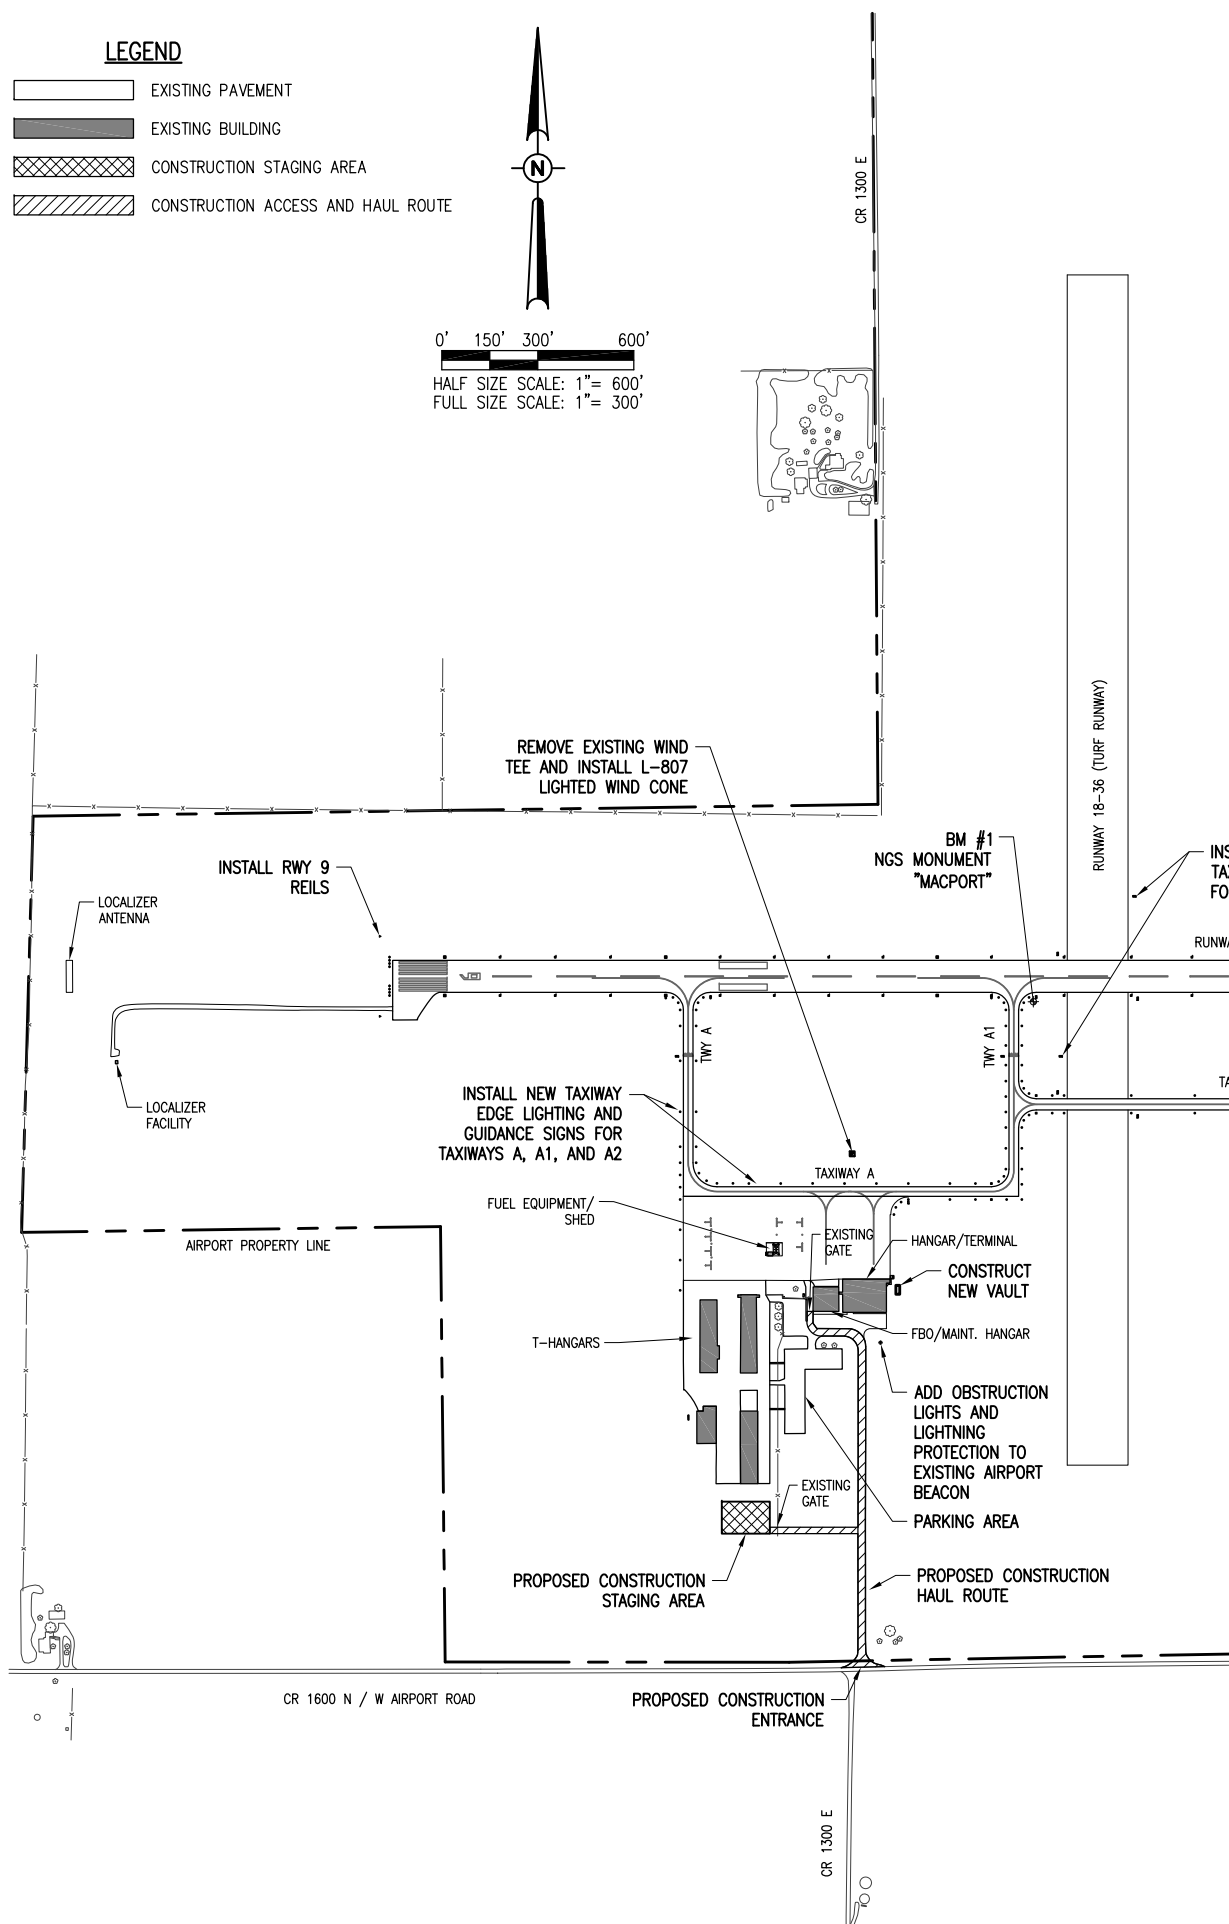 LEGEND
EXISTING PAVEMENT
EXISTING BUILDING
CONSTRUCTION STAGING AREA
CONSTRUCTION ACCESS AND HAUL ROUTE
N
0' 150' 300' 600'
HALF SIZE SCALE: 1"= 600'
FULL SIZE SCALE: 1"= 300'
CR 1300 E
RUNWAY 18-36 (TURF RUNWAY)
REMOVE EXISTING WIND
TEE AND INSTALL L-807
LIGHTED WIND CONE
BM #1
NGS MONUMENT
"MACPORT"
INS
TAX
FO
INSTALL RWY 9
REILS
LOCALIZER
ANTENNA
RUNWA
9
TWY A
TWY A1
TA
INSTALL NEW TAXIWAY
EDGE LIGHTING AND
GUIDANCE SIGNS FOR
TAXIWAYS A, A1, AND A2
LOCALIZER
FACILITY
TAXIWAY A
FUEL EQUIPMENT/
SHED
EXISTING
GATE
HANGAR/TERMINAL
AIRPORT PROPERTY LINE
CONSTRUCT
NEW VAULT
T-HANGARS
FBO/MAINT. HANGAR
ADD OBSTRUCTION
LIGHTS AND
LIGHTNING
PROTECTION TO
EXISTING AIRPORT
BEACON
EXISTING
GATE
PARKING AREA
PROPOSED CONSTRUCTION
STAGING AREA
PROPOSED CONSTRUCTION
HAUL ROUTE
CR 1600 N / W AIRPORT ROAD
PROPOSED CONSTRUCTION
ENTRANCE
CR 1300 E